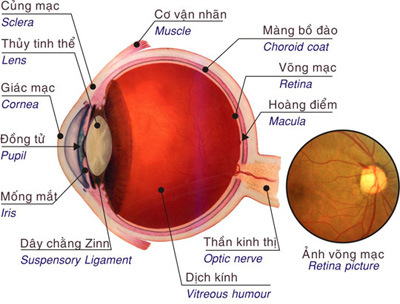 Củng mạc
Sclera
Thủy tinh thể
Lens
Giác mạc
Cornea
Đồng tử
Pupil
Mống mắt
Iris
Dây chằng Zinn
Suspensory Ligament
Cơ vận nhãn
Muscle
Màng bồ đào
Choroid coat
Võng mạc
Retina
Hoàng điểm
Macula
Thần kinh thị
Optic nerve
Dịch kính
Vitreous humour
Ảnh võng mạc
Retina picture